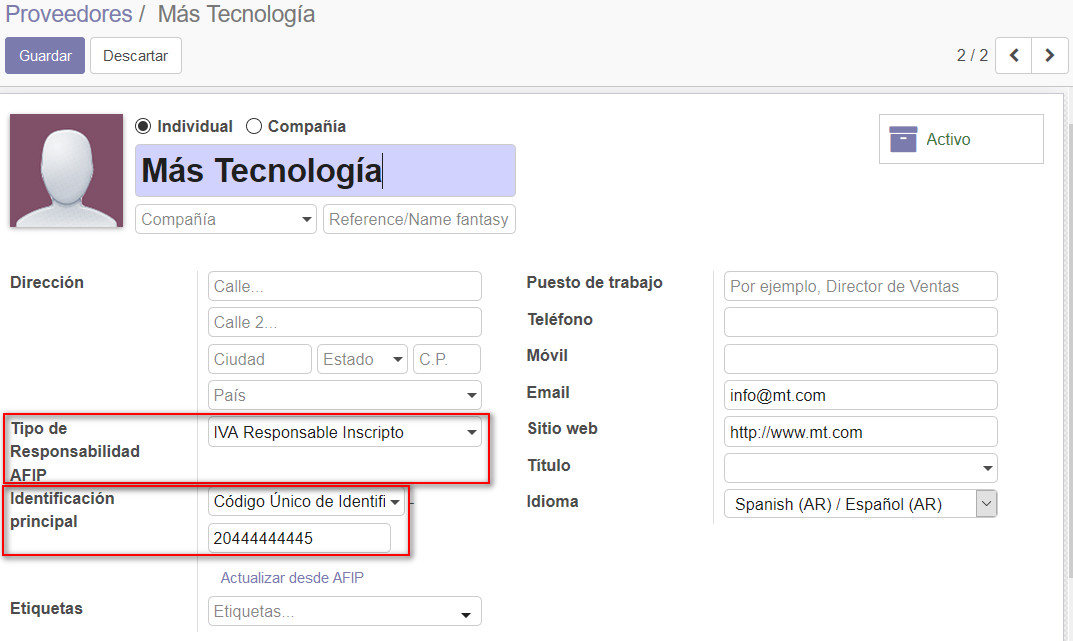 Proveedores / Más Tecnología
Guardar Descartar 2 / 2
Individual Compañía
Activo
Más Tecnología
Compañía Reference/Name fantasy
Dirección
Calle...
Calle 2...
Ciudad Estado C.P.
País
Tipo de
Responsabilidad
AFIP
IVA Responsable Inscripto
Identificación
principal
Código Único de Identifi
20444444445
Actualizar desde AFIP
Etiquetas
Etiquetas...
Puesto de trabajo
Por ejemplo, Director de Ventas
Teléfono
Móvil
Email
info@mt.com
Sitio web
http://www.mt.com
Título
Idioma
Spanish (AR) / Español (AR)